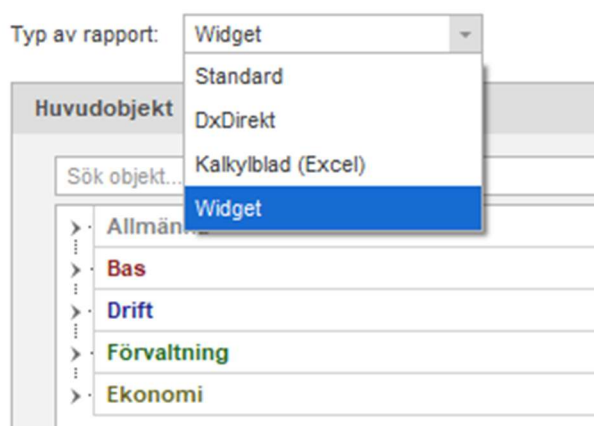 Typ av rapport: Widget
Standard
Huvudobjekt
DxDirekt
Kalkylblad (Excel)
Sök objekt...
Widget
Bas
Drift
Förvaltning
Ekonomi